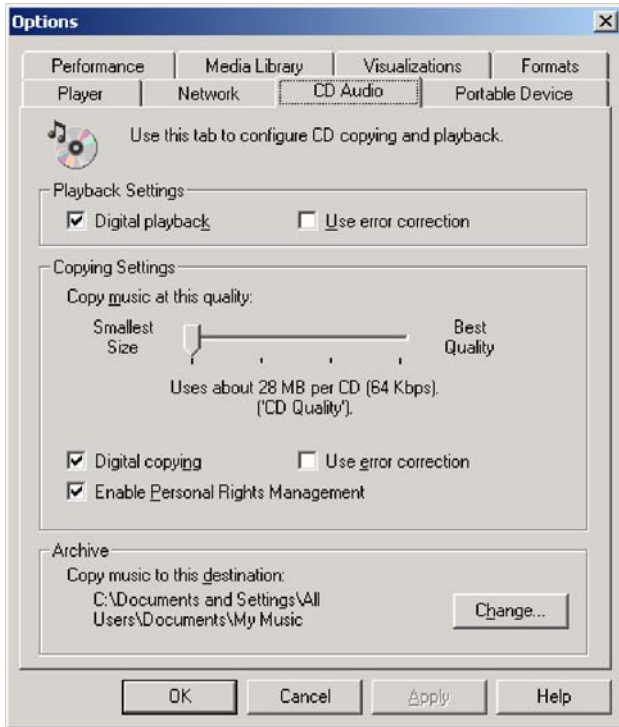 Options
Performance Media Library Visualizations Formats
Player Network CD Audio Portable Device
Use this tab to configure CD copying and playback.
Playback Settings
Digital playback Use error correction
Copying Settings
Copy music at this quality:
Smallest Size Best Quality
Uses about 28 MB per CD (64 Kbps).
('CD Quality').
Digital copying Use error correction
Enable Personal Rights Management
Archive
Copy music to this destination:
C:\Documents and Settings\All
Users\Documents\My Music
Change...
OK Cancel Apply Help